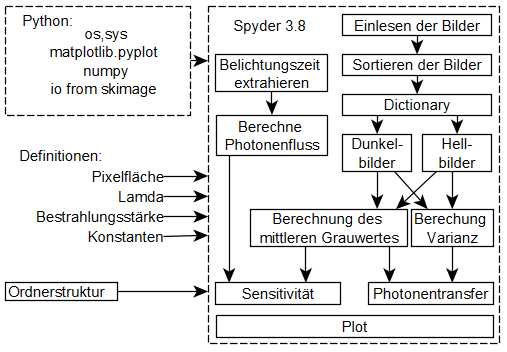 Python:
os,sys
matplotlib.pyplot
numpy
io from skimage
Spyder 3.8
Einlesen der Bilder
Sortieren der Bilder
Belichtungszeit
extrahieren
Dictionary
Berechne
Photonenfluss
Dunkel-
bilder
Hell-
bilder
Definitionen:
Pixelfläche
Lamda
Bestrahlungsstärke
Konstanten
Berechnung des
mittleren Grauwertes
Berechung
Varianz
Ordnerstruktur
Sensitivität
Photonentransfer
Plot